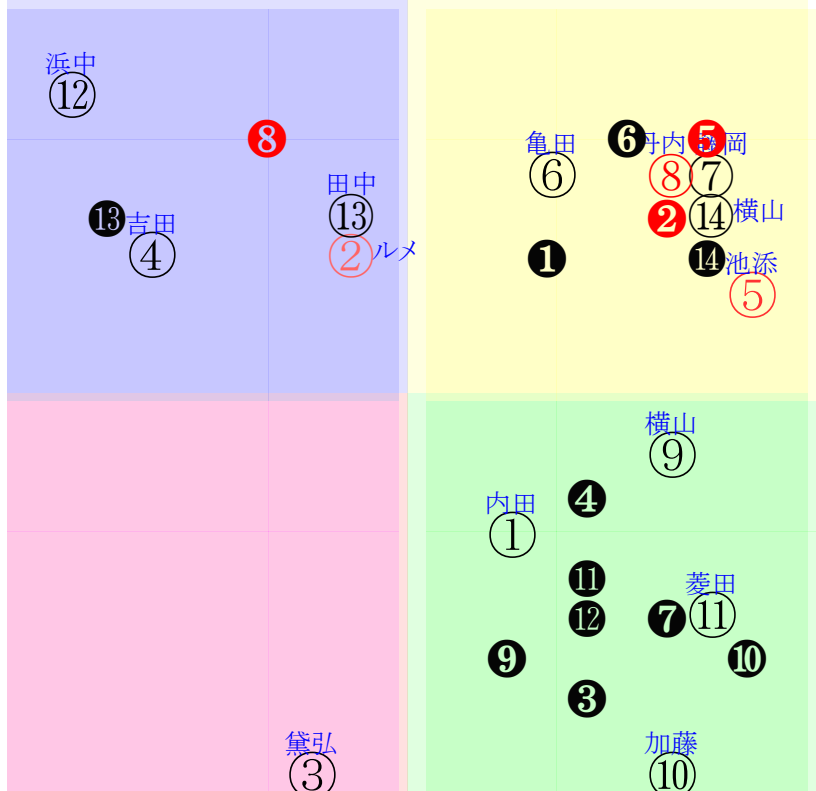 浜中
⑫
❽
亀田
❻
丹内
❺
岡
⑥
⑧
⑦
田中
⑬
⓭
吉田
④
②
ルメ
❷
⑭
横山
❶
⓮
池添
⑤
横山
⑨
❹
内田
①
⓫
菱田
⑪
⓬
❼
❾
❿
❸
黛弘
③
加藤
⑩